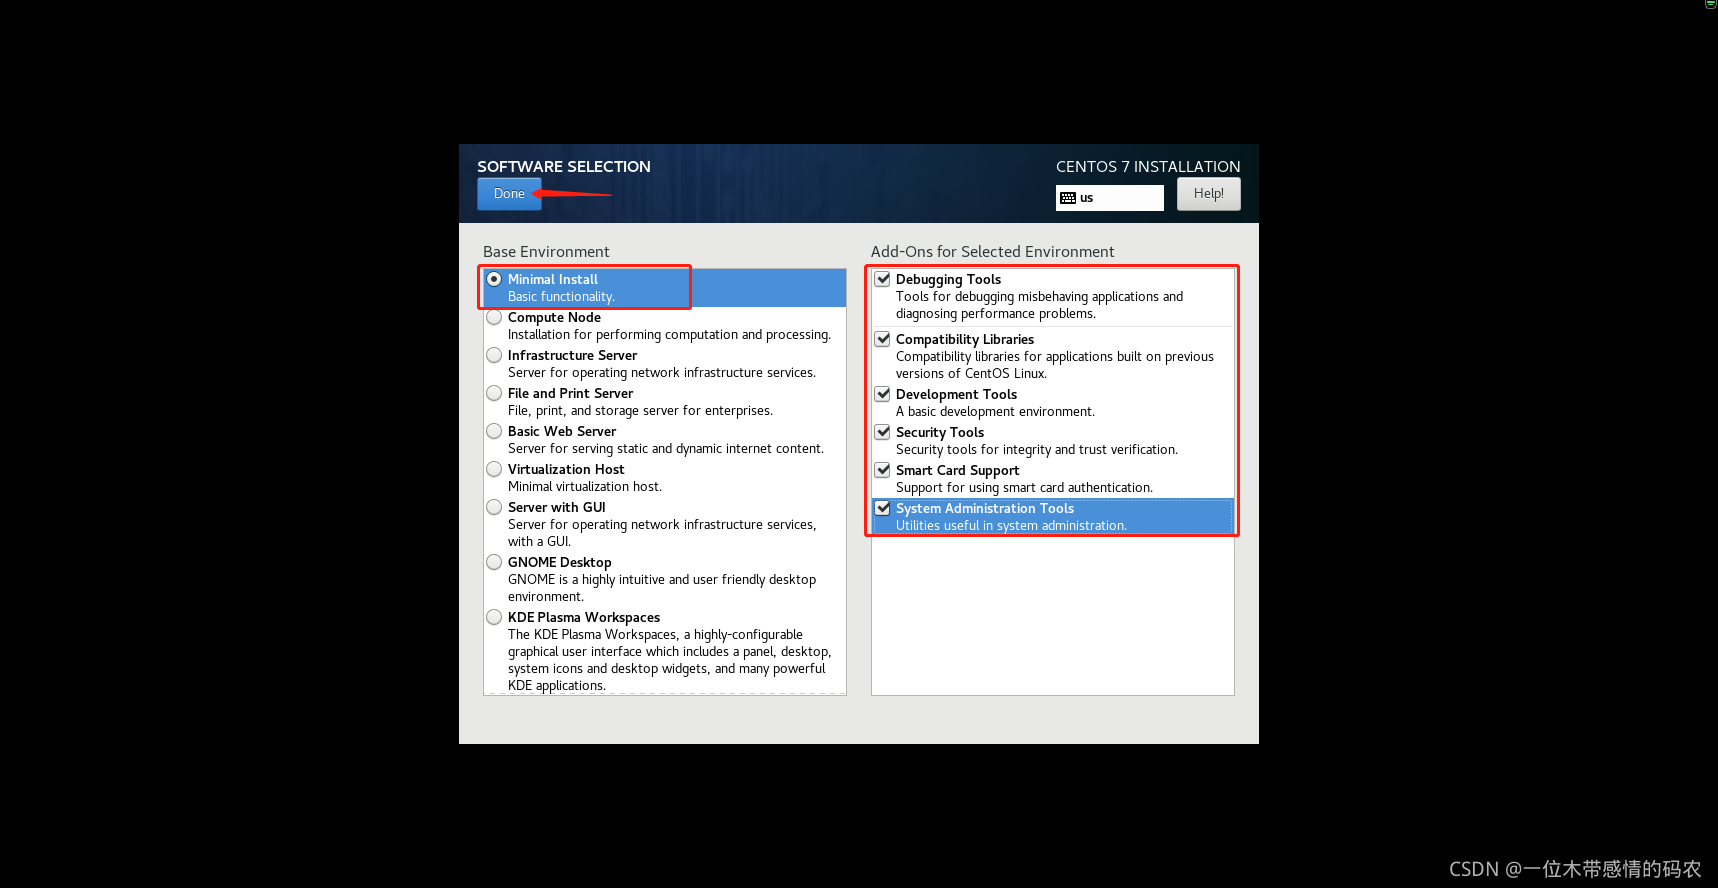 SOFTWARE SELECTION
CENTOS 7 INSTALLATION
Done
us
Help!
Base Environment
Minimal Install
Basic functionality.
Compute Node
Installation for performing computation and processing.
Infrastructure Server
Server for operating network infrastructure services.
File and Print Server
File, print, and storage server for enterprises.
Basic Web Server
Server for serving static and dynamic internet content.
Virtualization Host
Minimal virtualization host.
Server with GUI
Server for operating network infrastructure services,
with a GUI.
GNOME Desktop
GNOME is a highly intuitive and user friendly desktop
environment.
KDE Plasma Workspaces
The KDE Plasma Workspaces, a highly-configurable
graphical user interface which includes a panel, desktop,
system icons and desktop widgets, and many powerful
KDE applications.
Add-Ons for Selected Environment
Debugging Tools
Tools for debugging misbehaving applications and
diagnosing performance problems.
Compatibility Libraries
Compatibility libraries for applications built on previous
versions of CentOS Linux.
Development Tools
A basic development environment.
Security Tools
Security tools for integrity and trust verification.
Smart Card Support
Support for using smart card authentication.
System Administration Tools
Utilities useful in system administration.
CSDN @一位木带感情的码农